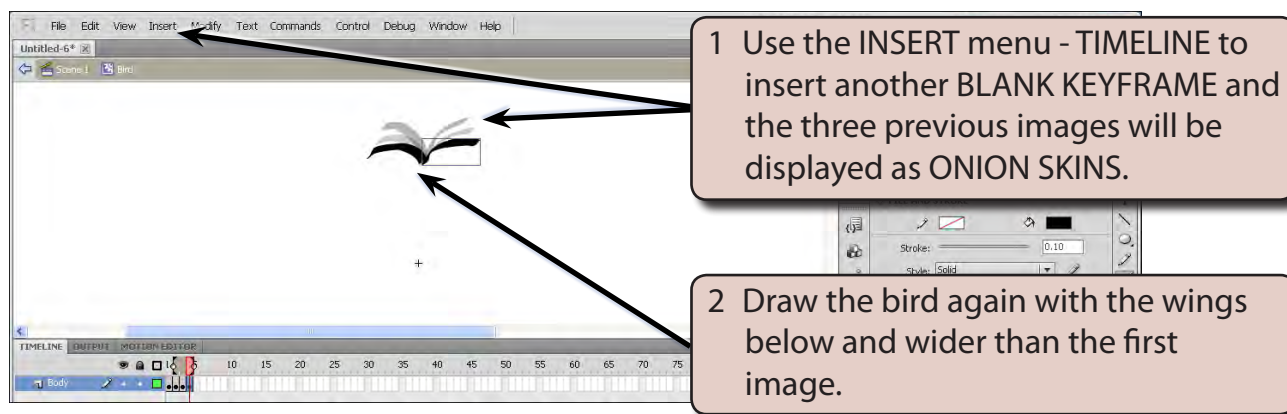 Fl File Edit View Insert Modify Text Commands Control Debug Window Help
Untitled-6*
Scene 1 Bird
1 Use the INSERT menu - TIMELINE to
insert another BLANK KEYFRAME and
the three previous images will be
displayed as ONION SKINS.
Stroke: 0.10
Style: Solid
2 Draw the bird again with the wings
below and wider than the first
image.
TIMELINE OUTPUT MOTION EDITOR
1 5 10 15 20 25 30 35 40 45 50 55 60 65 70 75
Body